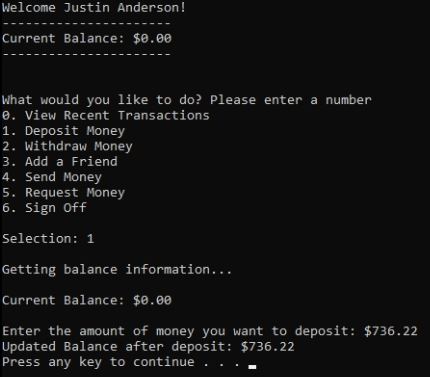 Welcome Justin Anderson!
----------------------
Current Balance: $0.00
----------------------
What would you like to do? Please enter a number
0. View Recent Transactions
1. Deposit Money
2. Withdraw Money
3. Add a Friend
4. Send Money
5. Request Money
6. Sign Off
Selection: 1
Getting balance information...
Current Balance: $0.00
Enter the amount of money you want to deposit: $736.22
Updated Balance after deposit: $736.22
Press any key to continue . . .